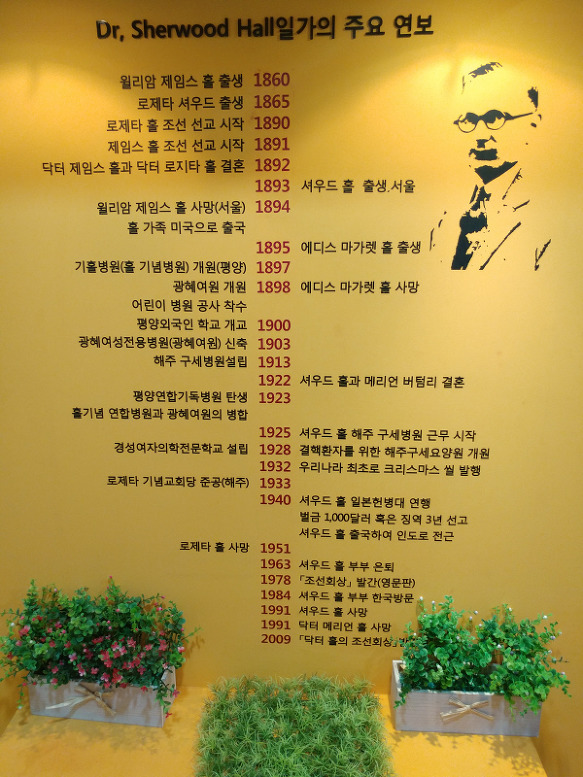 Dr, Sherwood Hall일가의 주요 연보
윌리암 제임스 홀 출생 1860
로제타 셔우드 출생 1865
로제타 홀 조선 선교 시작 1890
제임스 홀 조선 선교 시작 1891
닥터 제임스 홀과 닥터 로지타 홀 결혼 1892
1893 셔우드 홀 출생,서울
윌리암 제임스 홀 사망(서울) 1894
홀 가족 미국으로 출국
1895 에디스 마가렛 홀 출생
기홀병원(홀 기념병원) 개원(평양) 1897
광혜여원 개원 1898 에디스 마가렛 홀 사망
어린이 병원 공사 착수
평양외국인 학교 개교 1900
광혜여성전용병원(광혜여원) 신축 1903
해주 구세병원설립 1913
1922 셔우드 홀과 메리언 버텀리 결혼
평양연합기독병원 탄생 1923
홀기념 연합병원과 광혜여원의 병합
1925 셔우드 홀 해주 구세병원 근무 시작
경성여자의학전문학교 설립 1928 결핵환자를 위한 해주구세요양원 개원
1932 우리나라 최초로 크리스마스 씰 발행
로제타 기념교회당 준공(해주) 1933
1940 셔우드 홀 일본헌병대 연행
벌금 1,000달러 혹은 징역 3년 선고
셔우드 홀 출국하여 인도로 전근
로제타 홀 사망 1951
1963 셔우드 홀 부부 은퇴
1978 「조선회상」 발간(영문판)
1984 셔우드 홀 부부 한국방문
1991 셔우드 홀 사망
1991 닥터 메리언 홀 사망
2009 「닥터 홀의 조선회상」